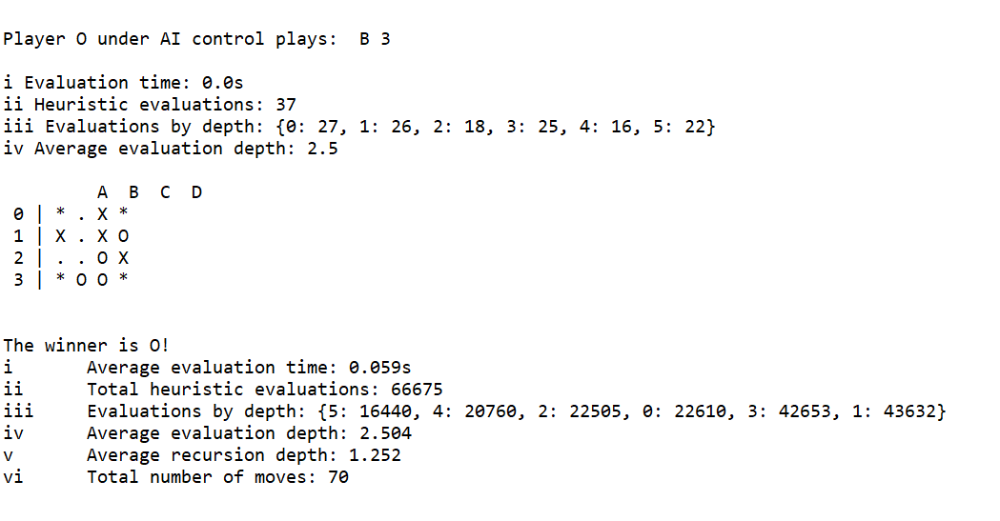 Player O under AI control plays:  B 3
i Evaluation time: 0.0s
ii Heuristic evaluations: 37
iii Evaluations by depth: {0: 27, 1: 26, 2: 18, 3: 25, 4: 16, 5: 22}
iv Average evaluation depth: 2.5
A B C D
0 | * . X *
1 | X . X O
2 | . . O X
3 | * O O *
The winner is O!
i Average evaluation time: 0.059s
ii Total heuristic evaluations: 66675
iii Evaluations by depth: {5: 16440, 4: 20760, 2: 22505, 0: 22610, 3: 42653, 1: 43632}
iv Average evaluation depth: 2.504
v Average recursion depth: 1.252
vi Total number of moves: 70